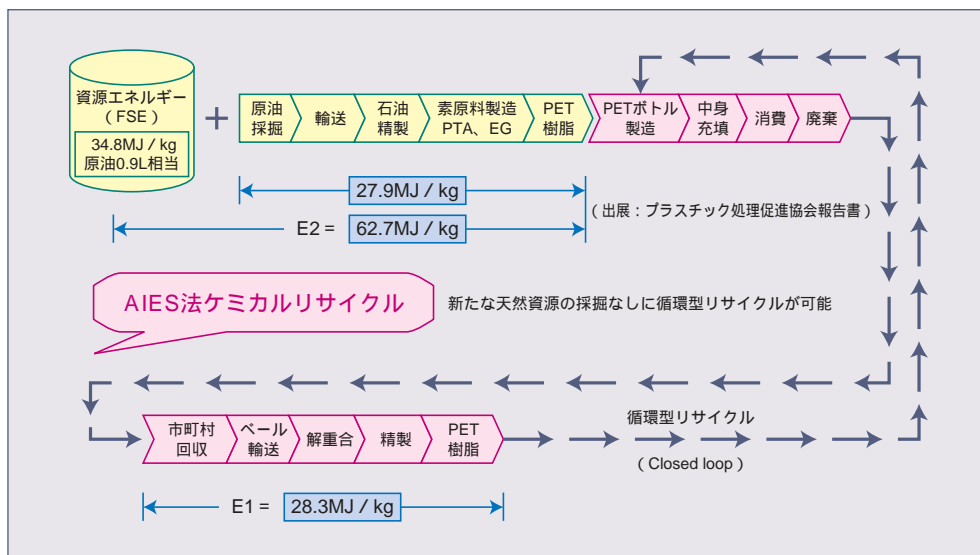 資源エネルギー
（FSE）
34.8MJ / kg
原油0.9L相当
+
原油
採掘
輸送
石油
精製
素原料製造
PTA、EG
PET
樹脂
PETボトル
製造
中身
充填
消費
廃棄
27.9MJ / kg
（出展：プラスチック処理促進協会報告書）
E2 = 62.7MJ / kg
AIES法ケミカルリサイクル
新たな天然資源の採掘なしに循環型リサイクルが可能
市町村
回収
ベール
輸送
解重合
精製
PET
樹脂
循環型リサイクル
（Closed loop）
E1 = 28.3MJ / kg